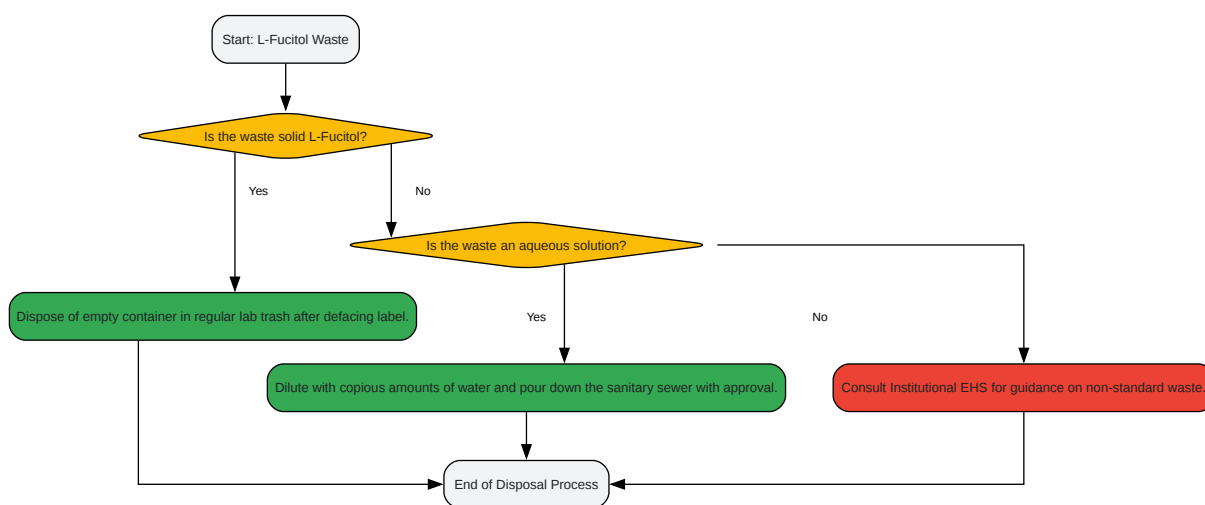 Start: L-Fucitol Waste
Is the waste solid L-Fucitol?
Yes
No
Is the waste an aqueous solution?
Dispose of empty container in regular lab trash after defacing label.
Yes
No
Dilute with copious amounts of water and pour down the sanitary sewer with approval.
Consult Institutional EHS for guidance on non-standard waste.
End of Disposal Process